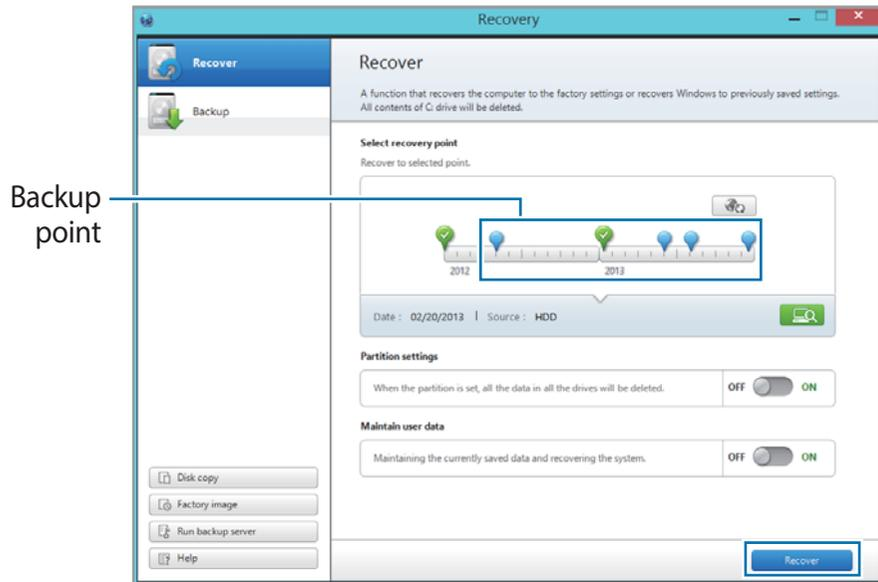 Recovery
Recover
Backup
Recover
A function that recovers the computer to the factory settings or recovers Windows to previously saved settings.
All contents of C: drive will be deleted.
Select recovery point
Recover to selected point.
Backup
point
2012
2013
Date : 02/20/2013 | Source : HDD
Partition settings
When the partition is set, all the data in all the drives will be deleted.
OFF ON
Maintain user data
Maintaining the currently saved data and recovering the system.
OFF ON
Disk copy
Factory image
Run backup server
Help
Recover